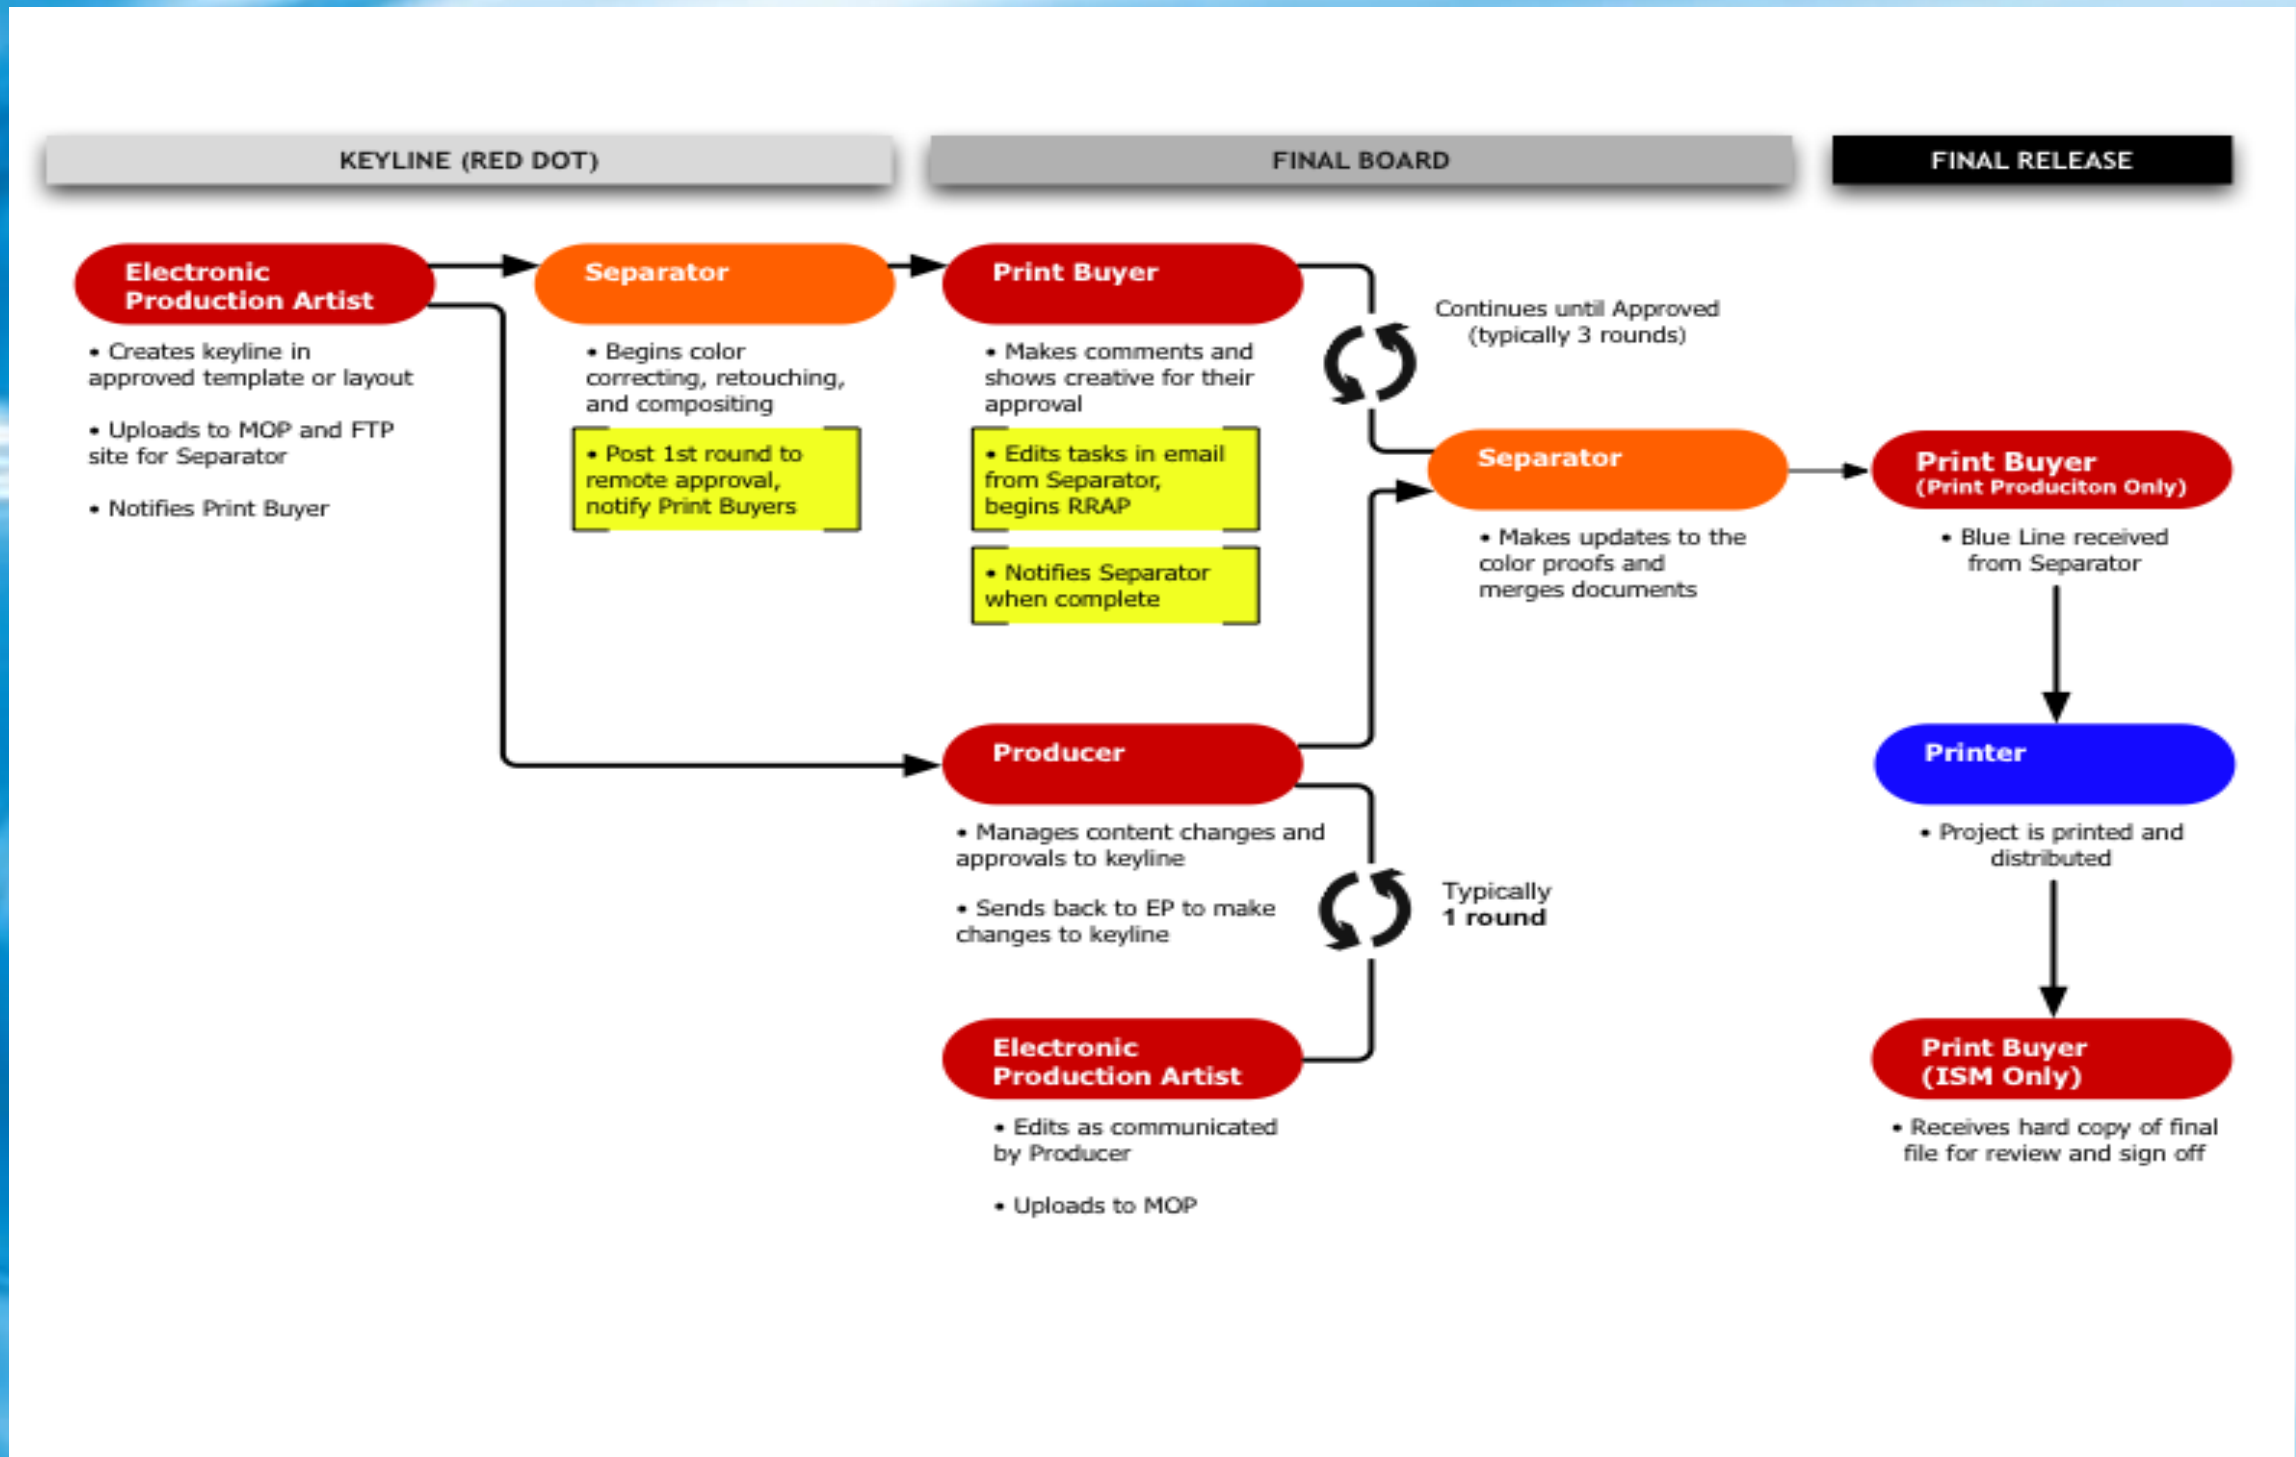 KEYLINE (RED DOT)
FINAL BOARD
FINAL RELEASE
Electronic
Production Artist
• Creates keyline in
approved template or layout
• Uploads to MOP and FTP
site for Separator
• Notifies Print Buyer
Separator
• Begins color
correcting, retouching,
and compositing
• Post 1st round to
remote approval,
notify Print Buyers
Print Buyer
• Makes comments and
shows creative for their
approval
• Edits tasks in email
from Separator,
begins RRAP
• Notifies Separator
when complete
Continues until Approved
(typically 3 rounds)
Separator
• Makes updates to the
color proofs and
merges documents
Producer
• Manages content changes and
approvals to keyline
• Sends back to EP to make
changes to keyline
Typically
1 round
Electronic
Production Artist
• Edits as communicated
by Producer
• Uploads to MOP
Print Buyer
(Print Produciton Only)
• Blue Line received
from Separator
Printer
• Project is printed and
distributed
Print Buyer
(ISM Only)
• Receives hard copy of final
file for review and sign off